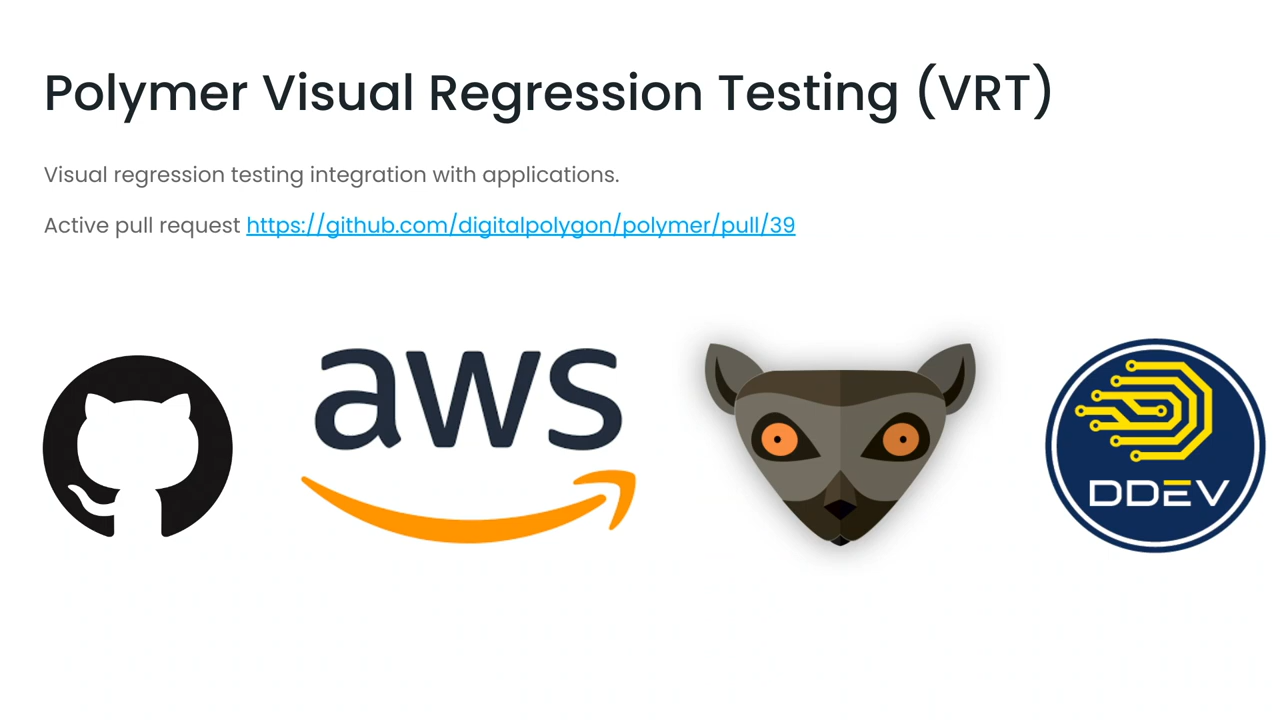 Polymer Visual Regression Testing (VRT)
Visual regression testing integration with applications.
Active pull request https://github.com/digitalpolygon/polymer/pull/39
aws
DDEV